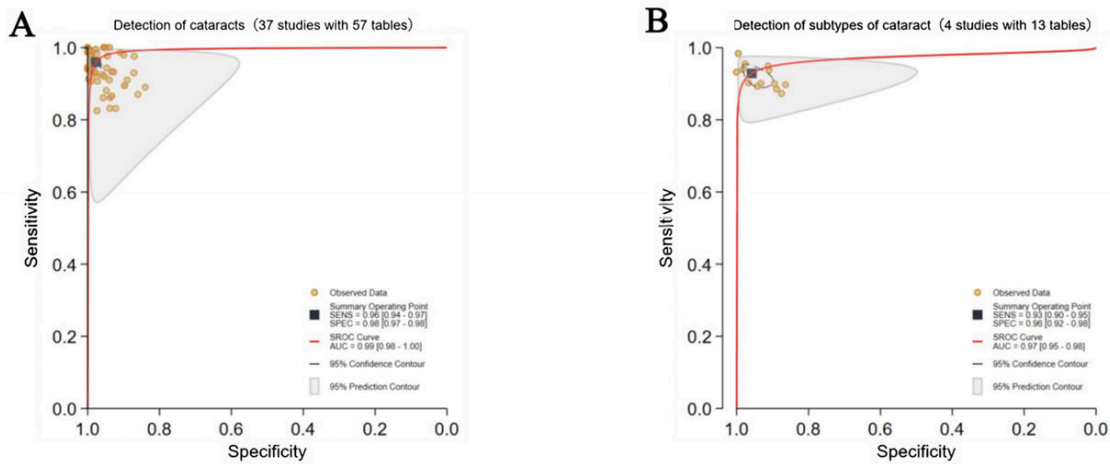 A
Detection of cataracts (37 studies with 57 tables)
Sensitivity
1.0
0.8
0.6
0.4
0.2
0.0
Observed Data
Summary Operating Point
SENS = 0.96 [0.94 - 0.97]
SPEC = 0.98 [0.97 - 0.98]
SROC Curve
AUC = 0.99 [0.98 - 1.00]
95% Confidence Contour
95% Prediction Contour
1.0 0.8 0.6 0.4 0.2 0.0
Specificity
B
Detection of subtypes of cataract (4 studies with 13 tables)
Sensitivity
1.0
0.8
0.6
0.4
0.2
0.0
Observed Data
Summary Operating Point
SENS = 0.93 [0.90 - 0.95]
SPEC = 0.96 [0.92 - 0.98]
SROC Curve
AUC = 0.97 [0.95 - 0.98]
95% Confidence Contour
95% Prediction Contour
1.0 0.8 0.6 0.4 0.2 0.0
Specificity